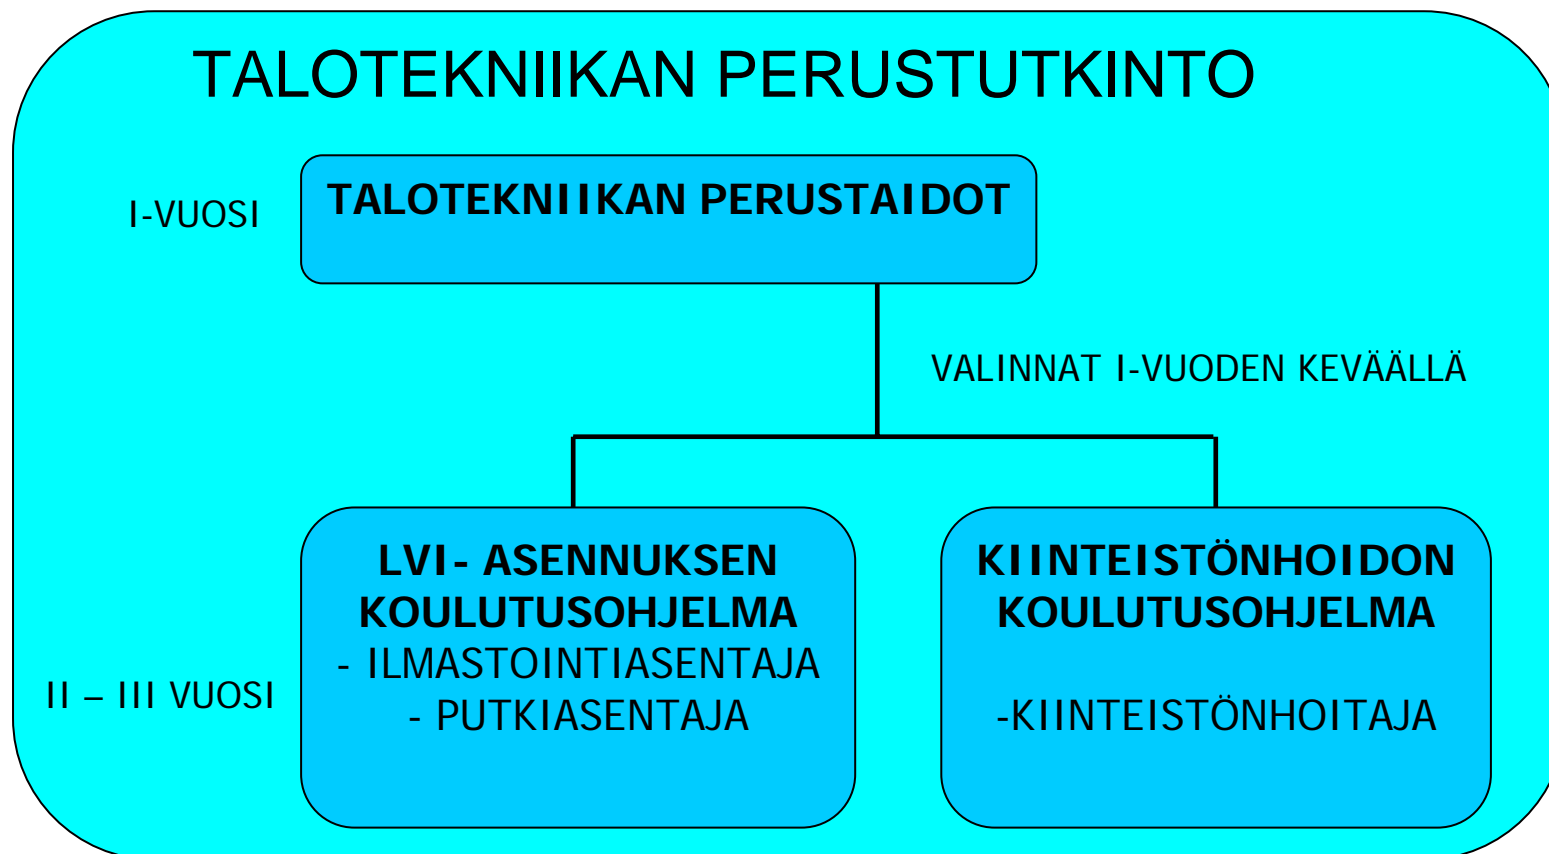 TALOTEKNIIKAN PERUSTUTKINTO
I-VUOSI
TALOTEKNIIKAN PERUSTAIDOT
VALINNAT I-VUODEN KEVÄÄLLÄ
II – III VUOSI
LVI- ASENNUKSEN
KOULUTUSOHJELMA
- ILMASTOINTIASENTAJA
- PUTKIASENTAJA
KIINTEISTÖNHOIDON
KOULUTUSOHJELMA
-KIINTEISTÖNHOITAJA